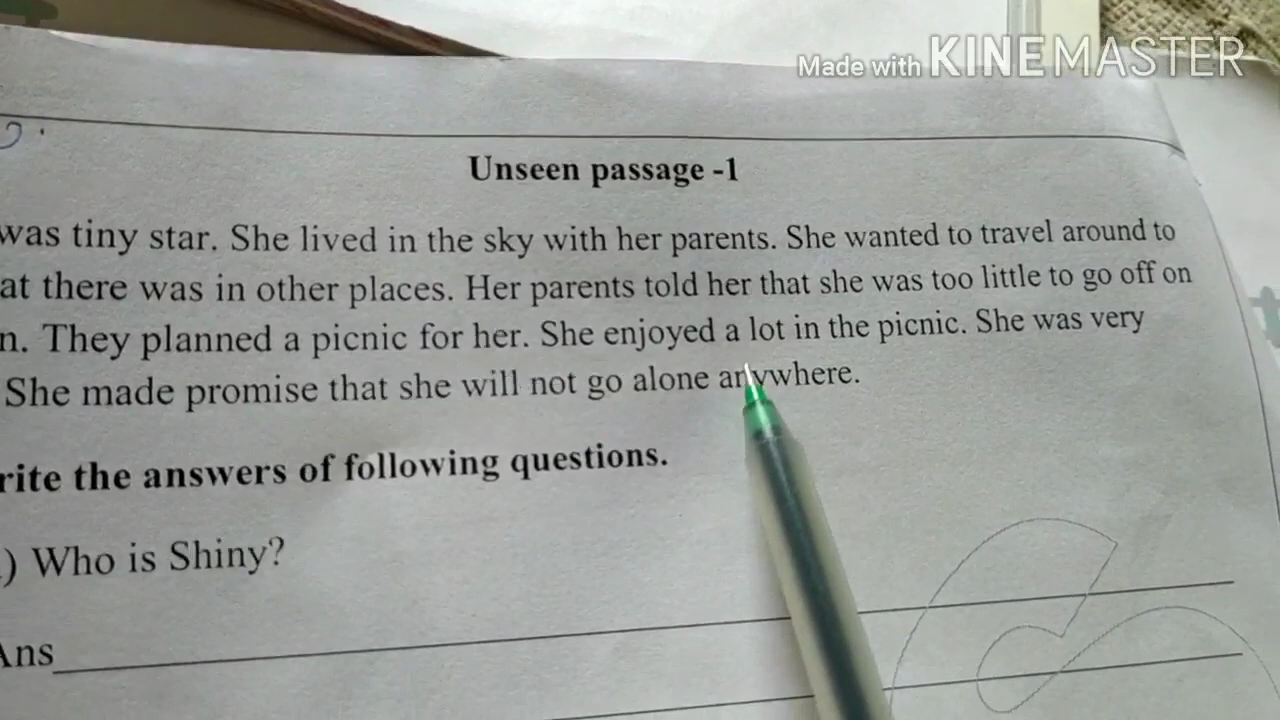 Made with KINEMASTER
Unseen passage -1
was tiny star. She lived in the sky with her parents. She wanted to travel around to
at there was in other places. Her parents told her that she was too little to go off on
n. They planned a picnic for her. She enjoyed a lot in the picnic. She was very
She made promise that she will not go alone anywhere.
rite the answers of following questions.
.) Who is Shiny?
Ans